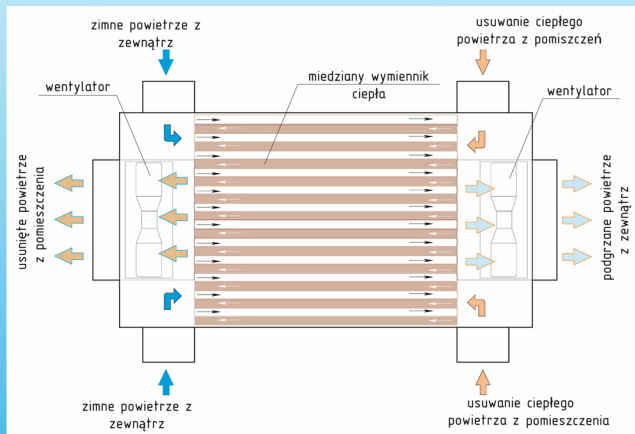 zimne powietrze z
zewnątrz
usuwanie ciepłego
powietrza z pomiszczeń
wentylator
miedziany wymiennik
ciepła
wentylator
usunięte powietrze
z pomieszczenia
podgrzane powietrze
z zewnątrz
zimne powietrze z
zewnątrz
usuwanie ciepłego
powietrza z pomieszczenia